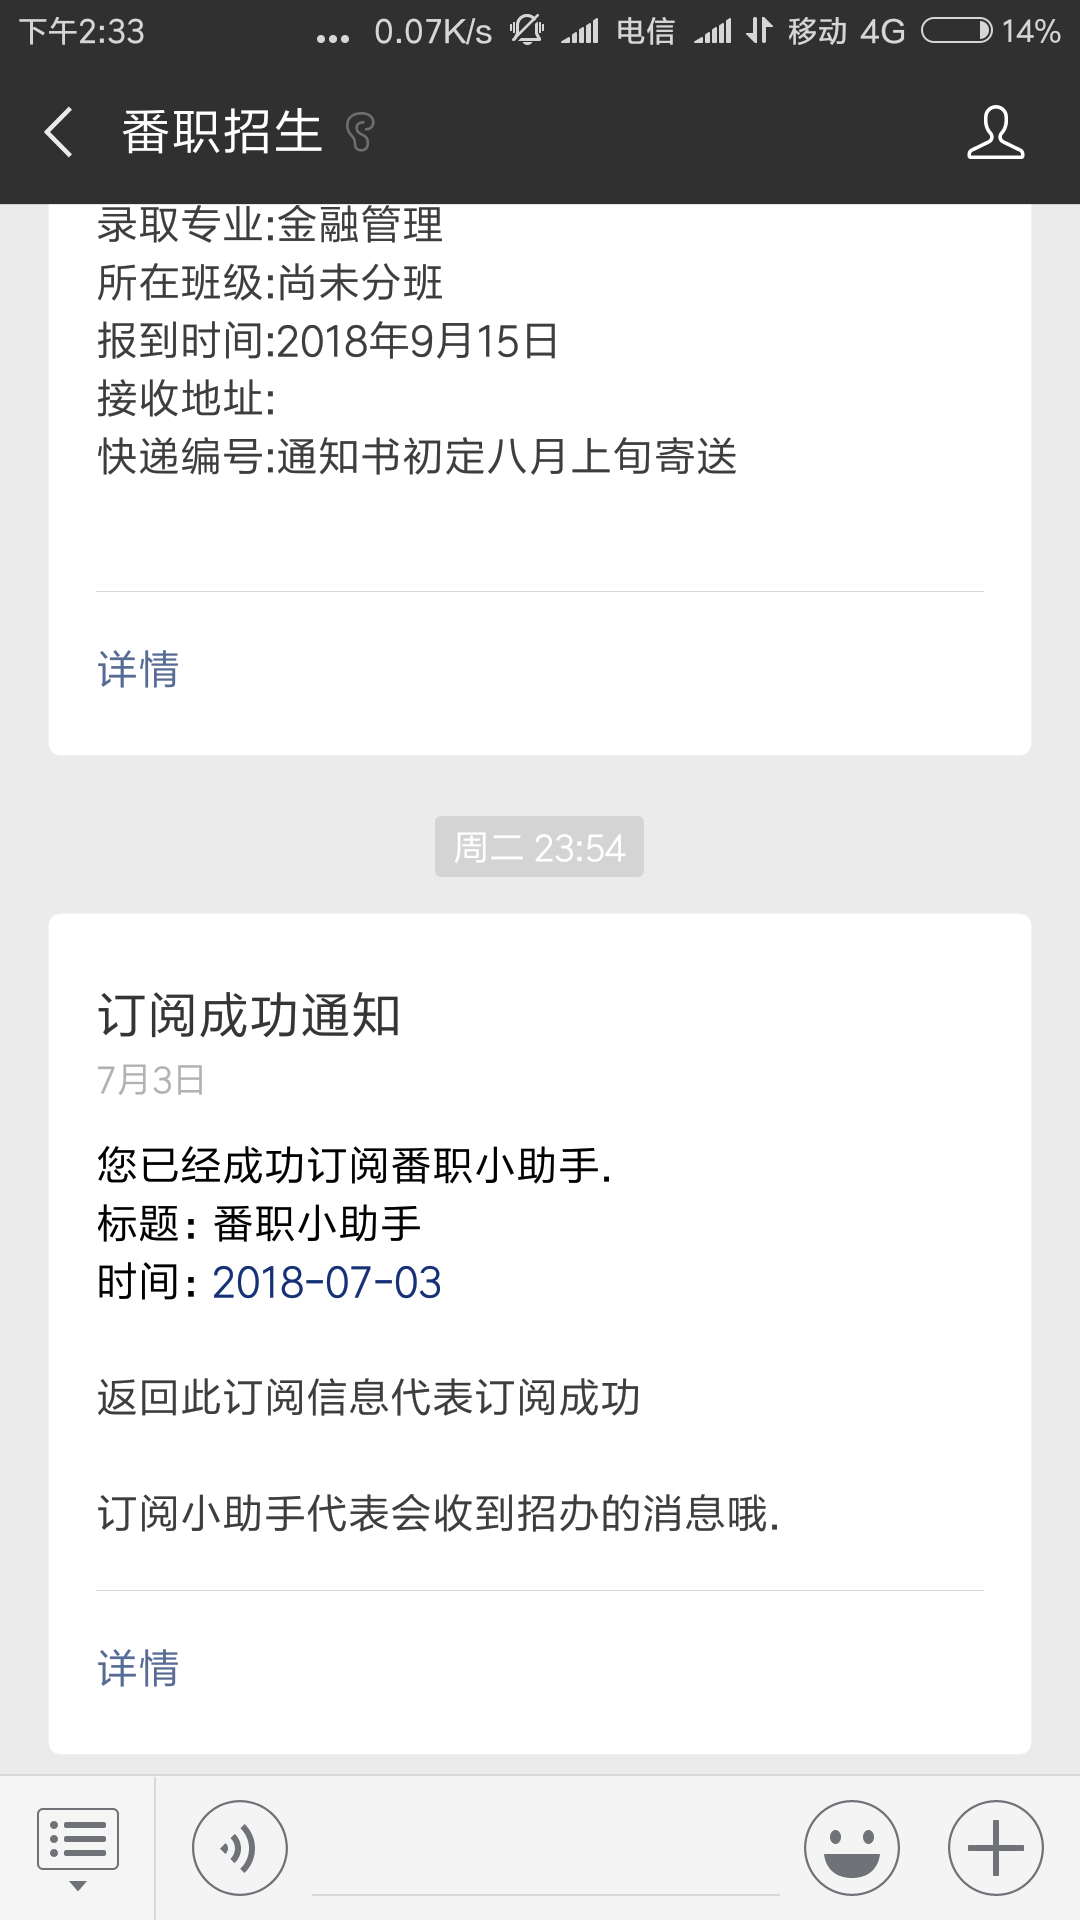 下午2:33 ... 0.07K/s 电信 移动 4G 14%
番职招生
录取专业:金融管理
所在班级:尚未分班
报到时间:2018年9月15日
接收地址:
快递编号:通知书初定八月上旬寄送
详情
周二 23:54
订阅成功通知
7月3日
您已经成功订阅番职小助手.
标题：番职小助手
时间：2018-07-03
返回此订阅信息代表订阅成功
订阅小助手代表会收到招办的消息哦.
详情